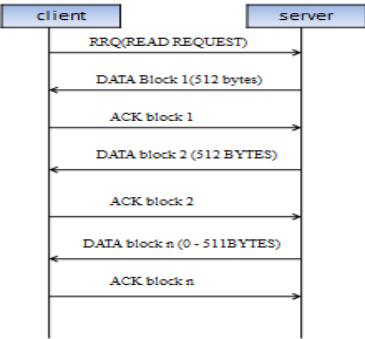 client server
RRQ(READ REQUEST)
DATA Block 1(512 bytes)
ACK block 1
DATA block 2 (512 BYTES)
ACK block 2
DATA block n (0 - 511BYTES)
ACK block n